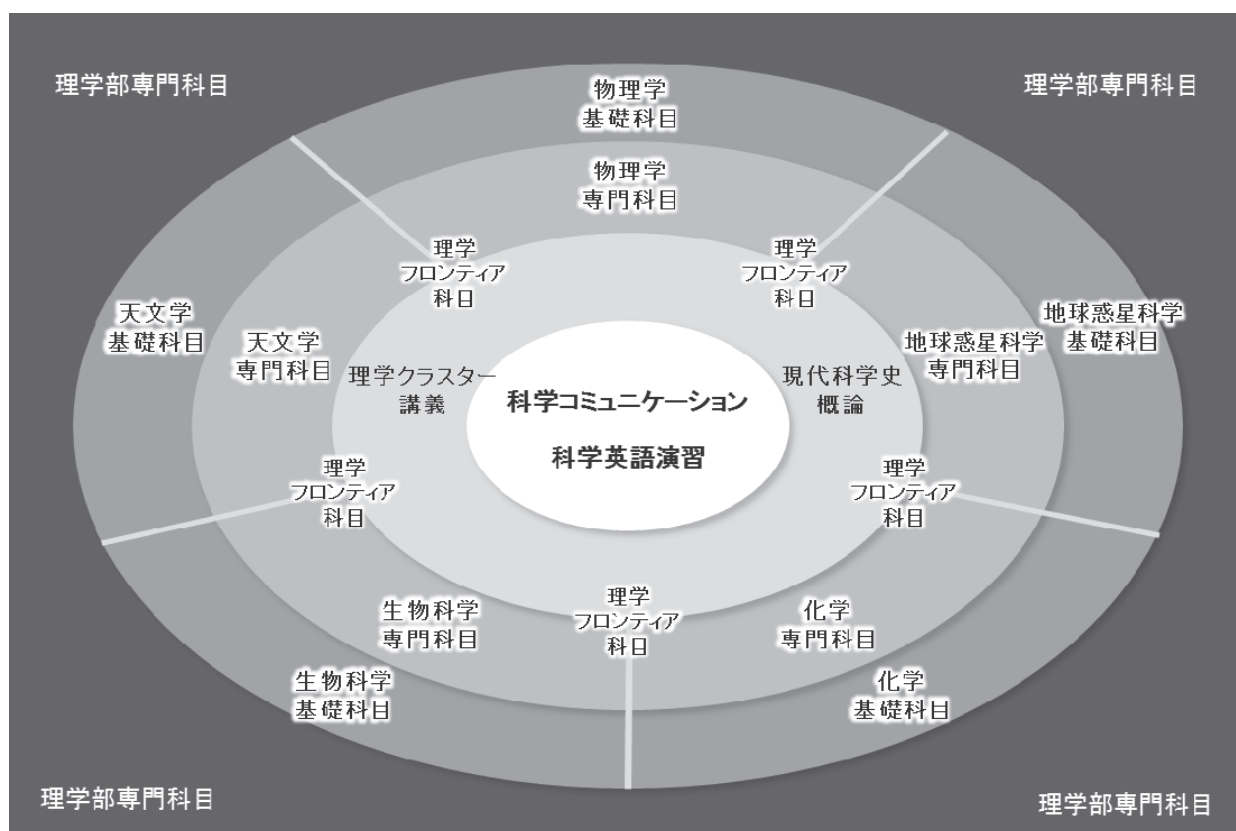 理学部専門科目
理学部専門科目
物理学
基礎科目
物理学
専門科目
理学
フロンティア
科目
理学
フロンティア
科目
天文学
基礎科目
天文学
専門科目
理学クラスター
講義
科学コミュニケーション
科学英語演習
現代科学史
概論
地球惑星科学
専門科目
地球惑星科学
基礎科目
理学
フロンティア
科目
理学
フロンティア
科目
生物科学
専門科目
理学
フロンティア
科目
化学
専門科目
生物科学
基礎科目
化学
基礎科目
理学部専門科目
理学部専門科目